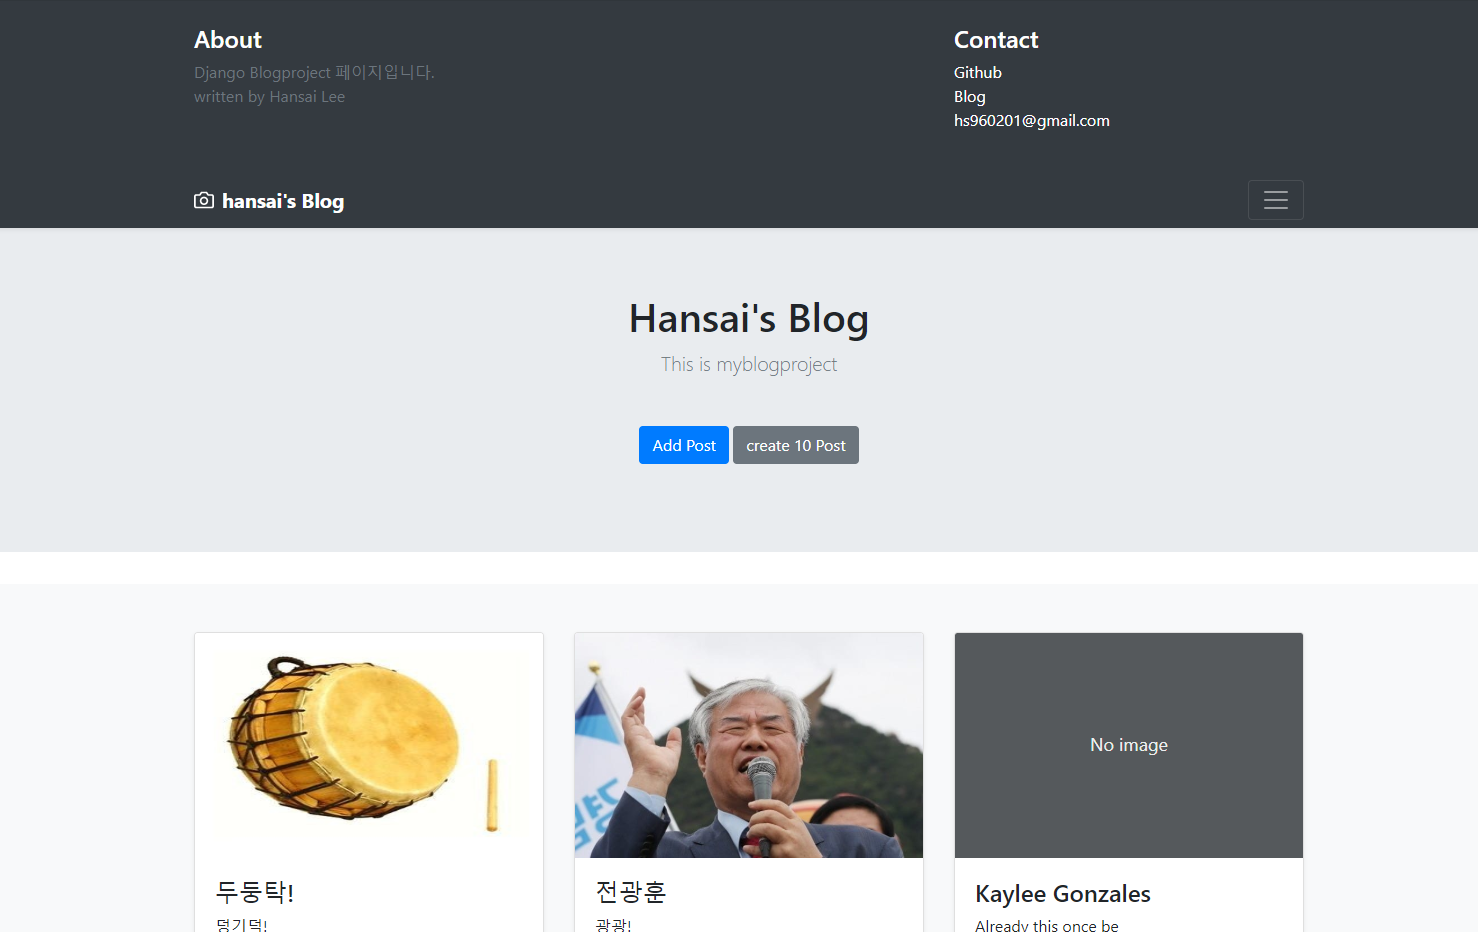 About
Django Blogproject 페이지입니다.
written by Hansai Lee
Contact
Github
Blog
hs960201@gmail.com
hansai's Blog
Hansai's Blog
This is myblogproject
Add Post
create 10 Post
No image
두둥탁!
덩기덕!
전광훈
광광!
Kaylee Gonzales
Already this once be